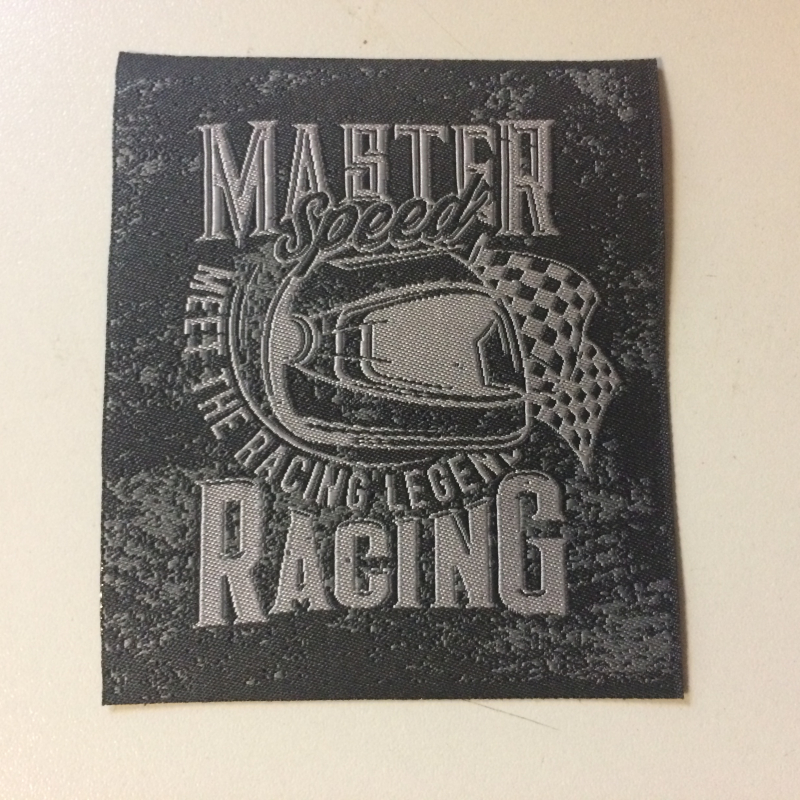 MASTER
Speed
MEET THE RACING LEGEND
RACING